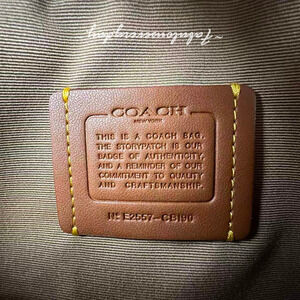 ~Fabulouseveryday
COACH
NEW YORK
THIS IS A COACH BAG.
THE STORYPATCH IS OUR
BADGE OF AUTHENTICITY,
AND A REMINDER OF OUR
COMMITMENT TO QUALITY
AND CRAFTSMANSHIP.
Nº E2557-CB190